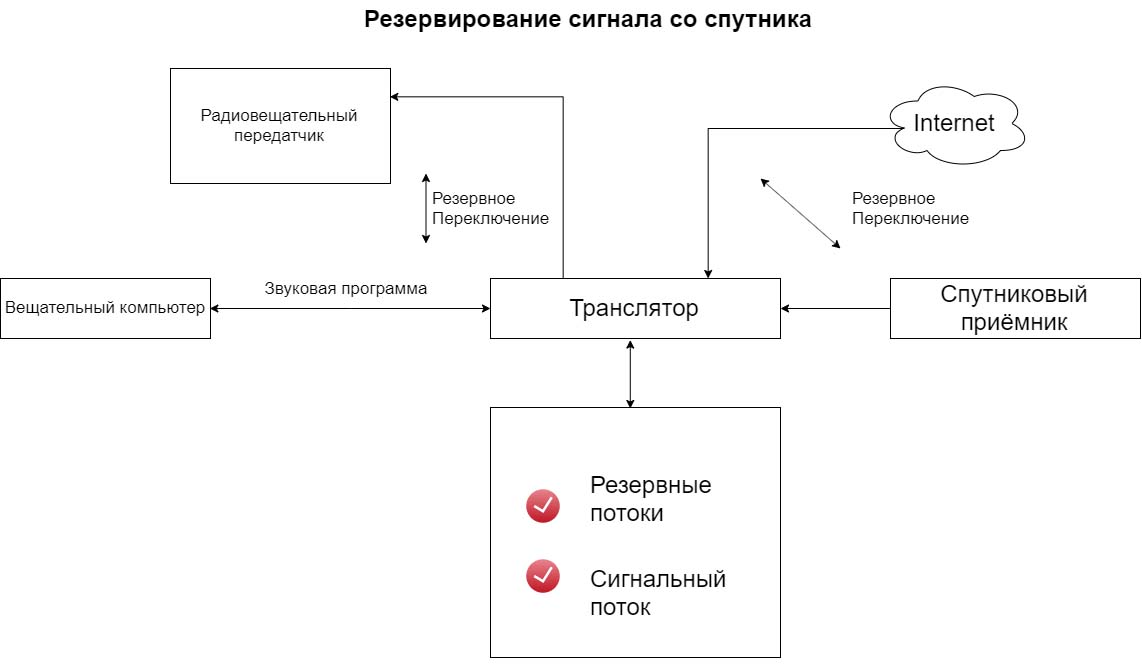 Резервирование сигнала со спутника
Радиовещательный
передатчик
Internet
Резервное
Переключение
Резервное
Переключение
Вещательный компьютер
Звуковая программа
Транслятор
Спутниковый
приёмник
Резервные
потоки
Сигнальный
поток